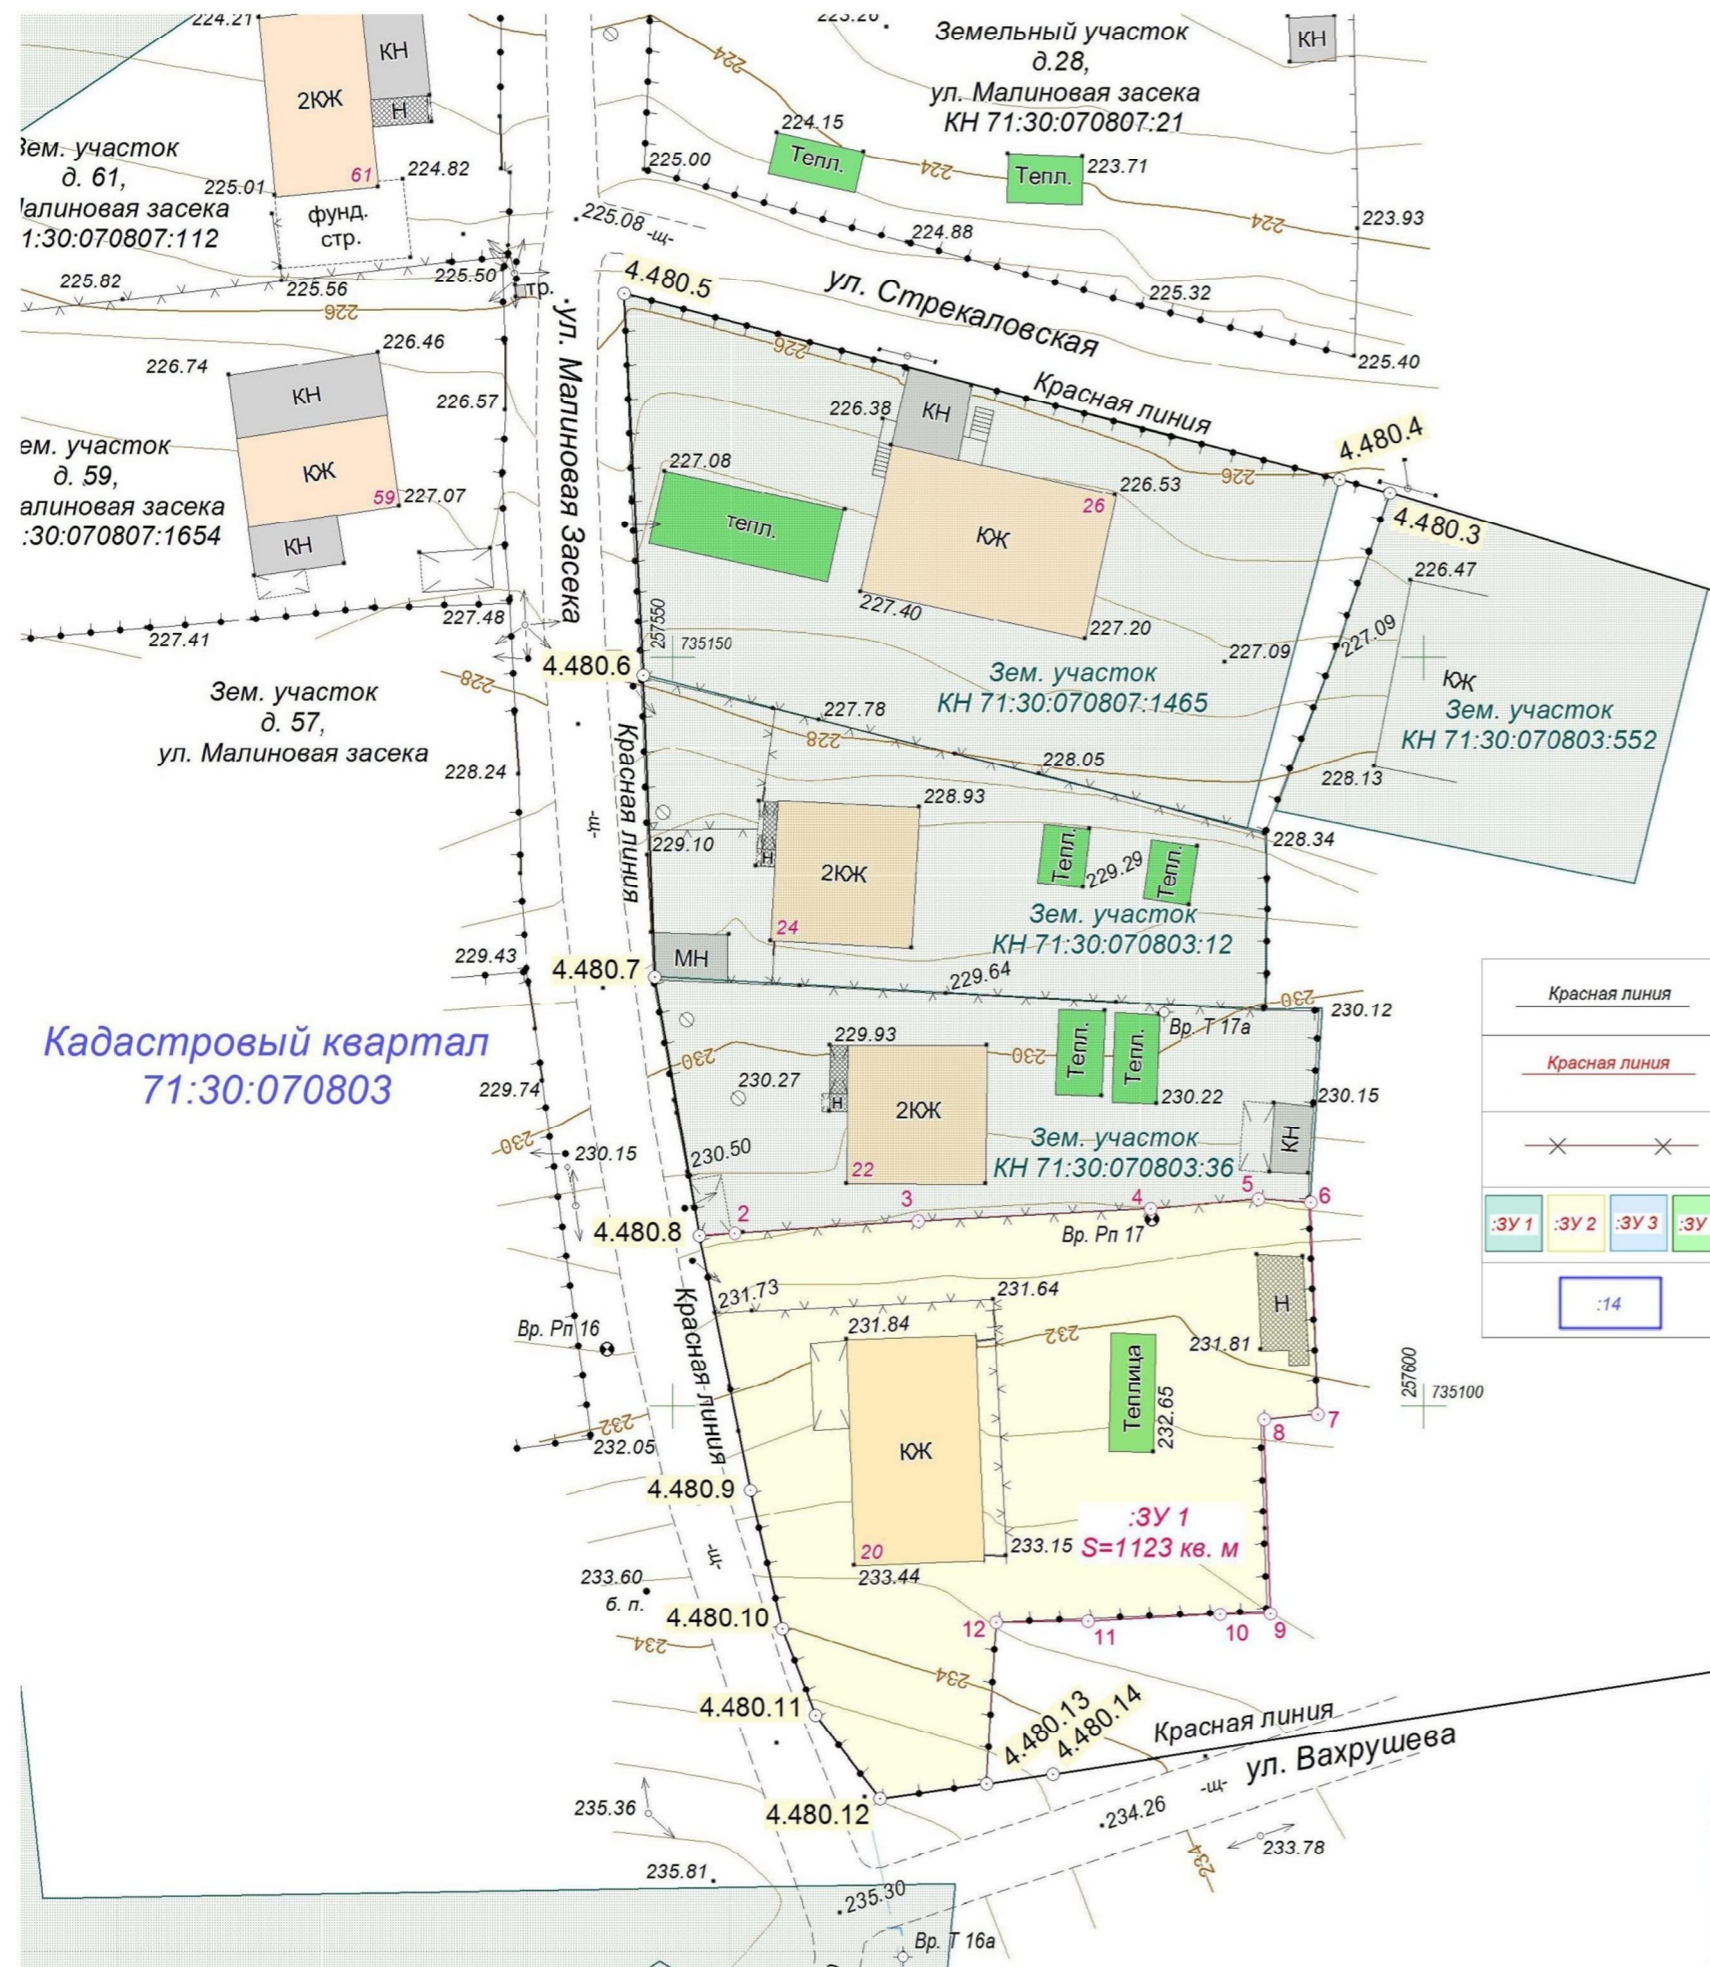 224.21
КН
2КЖ
Н
61
225.01
224.82
фунд.
стр.
Зем. участок
д. 61,
71:30:070807:112
225.82
225.56
225.50
226
тр.
223.26
Земельный участок
д.28,
ул. Малиновая засека
КН 71:30:070807:21
КН
224
224.15
Тепл.
224
Тепл.
223.71
224
223.93
225.00
225.08
-щ-
224.88
225.32
225.40
ул. Стрекаловская
4.480.5
226
Красная линия
4.480.4
4.480.3
226.74
226.46
КН
226.57
ем. участок
д. 59,
алиновая засека
:30:070807:1654
КЖ
59
227.07
КН
ул. Малиновая Засека
226.38
КН
227.08
тепл.
226.53
26
КЖ
226
227.40
227.20
227.09
227.09
226.47
227.41
227.48
257550
735150
4.480.6
228
Зем. участок
д. 57,
ул. Малиновая засека
Зем. участок
КН 71:30:070807:1465
КЖ
Зем. участок
КН 71:30:070803:552
228.13
227.78
228
228.05
228.24
-щ-
Красная линия
228.93
229.10
Н
2КЖ
24
Тепл.
229.29
Тепл.
228.34
Зем. участок
КН 71:30:070803:12
229.43
4.480.7
МН
229.64
230
230.12
Вр. Т 17а
Кадастровый квартал
71:30:070803
229.93
230
230
Тепл.
Тепл.
230.27
Н
2КЖ
22
230.22
230.15
КН
229.74
230
230.15
230.50
Зем. участок
КН 71:30:070803:36
4.480.8
2
3
4
5
6
Вр. Рп 17
Красная линия
Красная линия
:ЗУ 1
:ЗУ 2
:ЗУ 3
:ЗУ
:14
231.73
231.64
231.84
232
231.81
Н
Вр. Рп 16
Красная линия
Теплица
232.65
257600
735100
7
8
232
232.05
КЖ
20
4.480.9
:ЗУ 1
S=1123 кв. м
233.15
233.44
-щ-
233.60
б. п.
4.480.10
234
12
11
10
9
234
4.480.11
4.480.13
4.480.14
Красная линия
ул. Вахрушева
-щ-
235.36
4.480.12
234.26
234
233.78
235.81
235.30
Вр. Т 16а